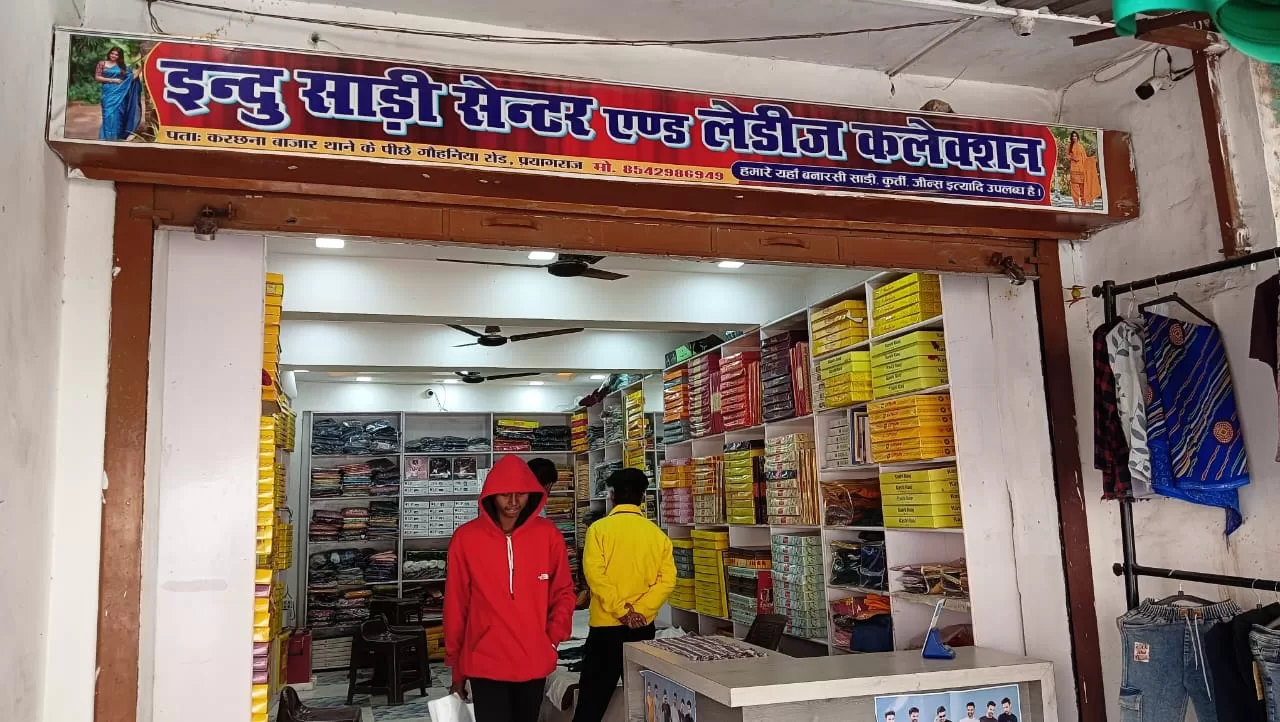 इन्दु साड़ी सेन्टर एण्ड लेडीज कलेक्शन
पताः करछना बाजार थाने के पीछे मौहनिया रोड, प्रयागराज मो. 8542986949
हमारे यहाँ बनारसी साड़ी, कुर्ती, जीन्स इत्यादि उपलब्ध है।